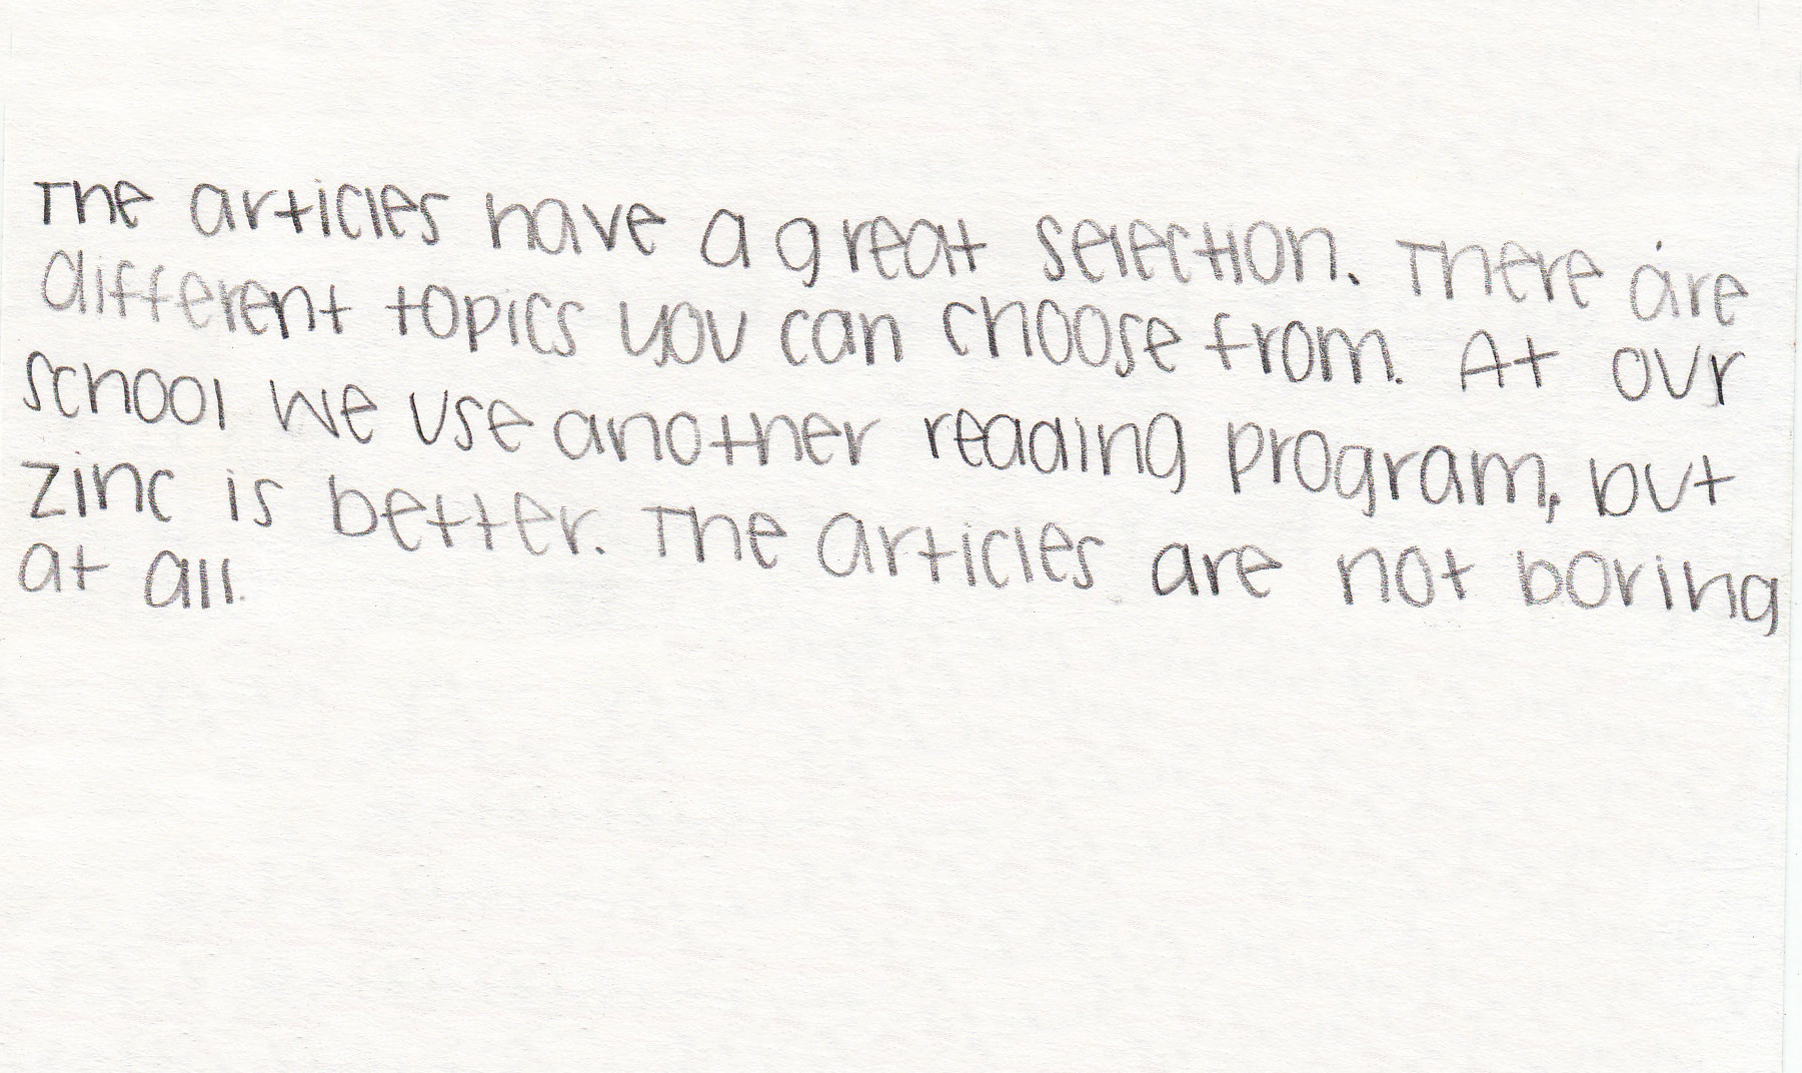 The articles have a great selection. There are
different topics you can choose from. At our
school we use another reading program, but
zinc is better. The articles are not boring
at all.